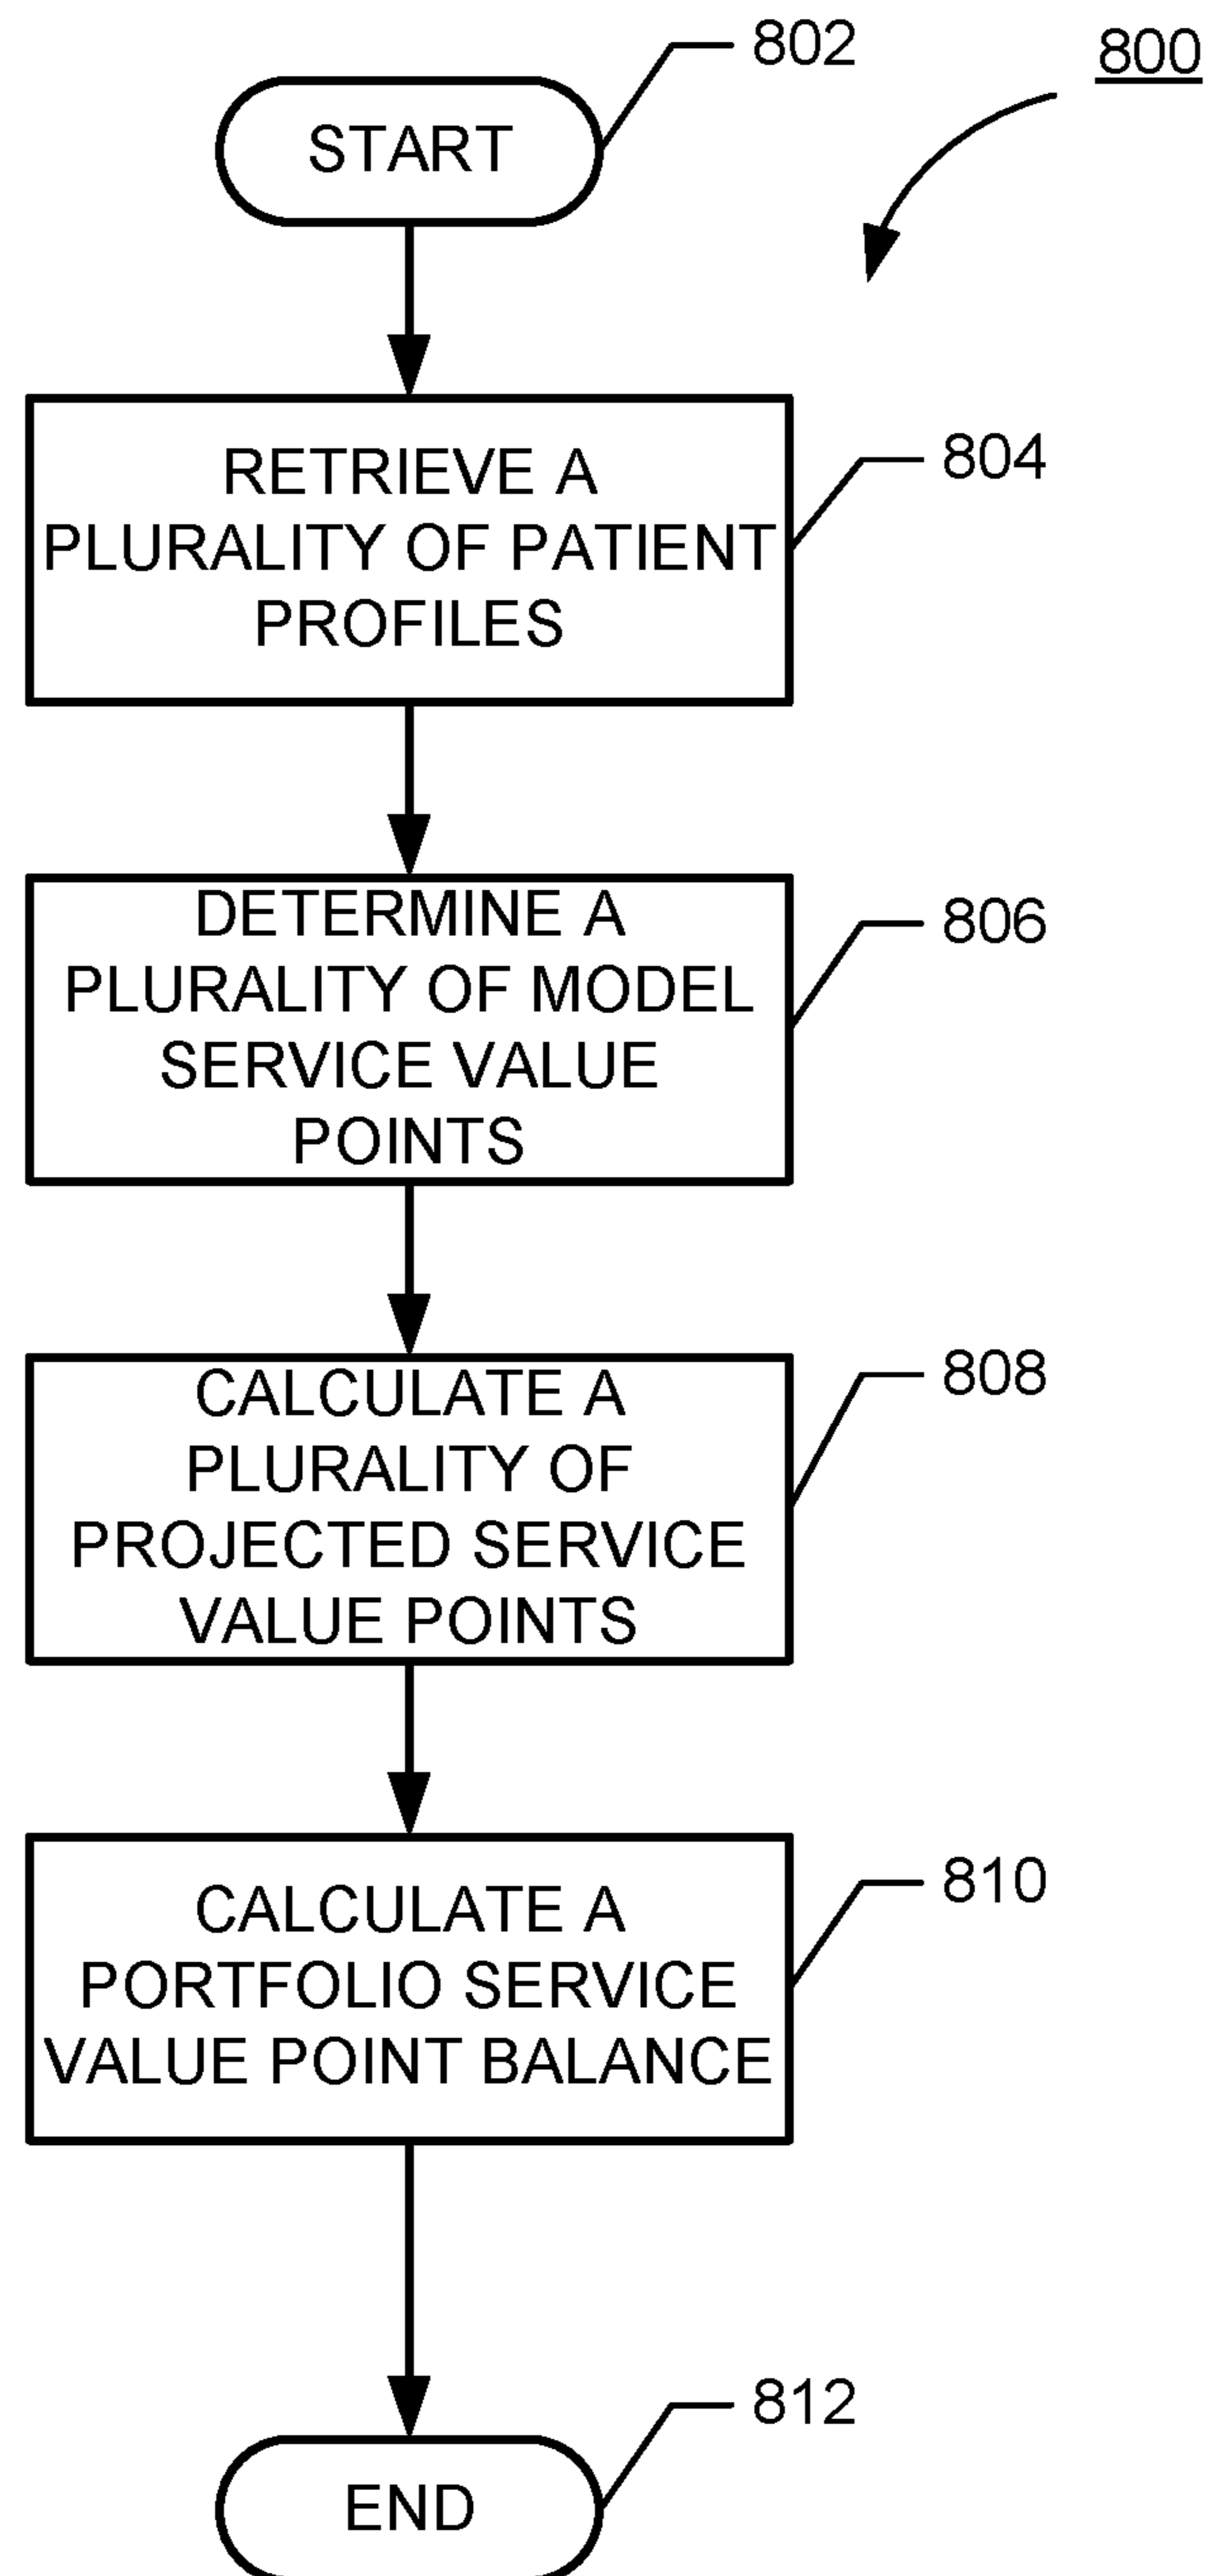 802
800
START
RETRIEVE A
PLURALITY OF PATIENT
PROFILES
804
DETERMINE A
PLURALITY OF MODEL
SERVICE VALUE
POINTS
806
CALCULATE A
PLURALITY OF
PROJECTED SERVICE
VALUE POINTS
808
CALCULATE A
PORTFOLIO SERVICE
VALUE POINT BALANCE
810
812
END